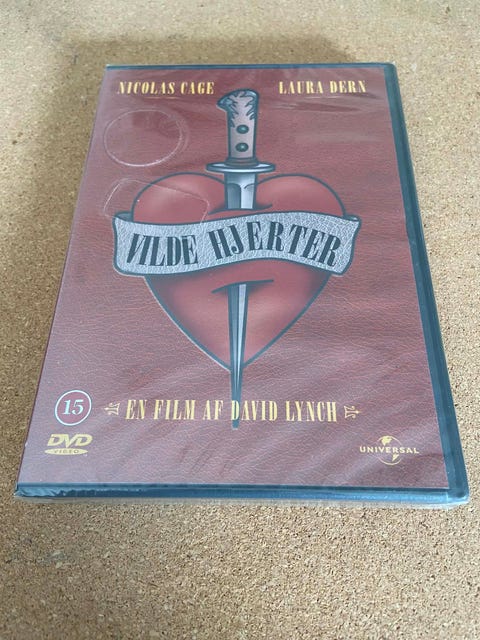 NICOLAS CAGE LAURA DERN
VILDE HJERTER
15
EN FILM AF DAVID LYNCH
DVD
VIDEO
UNIVERSAL